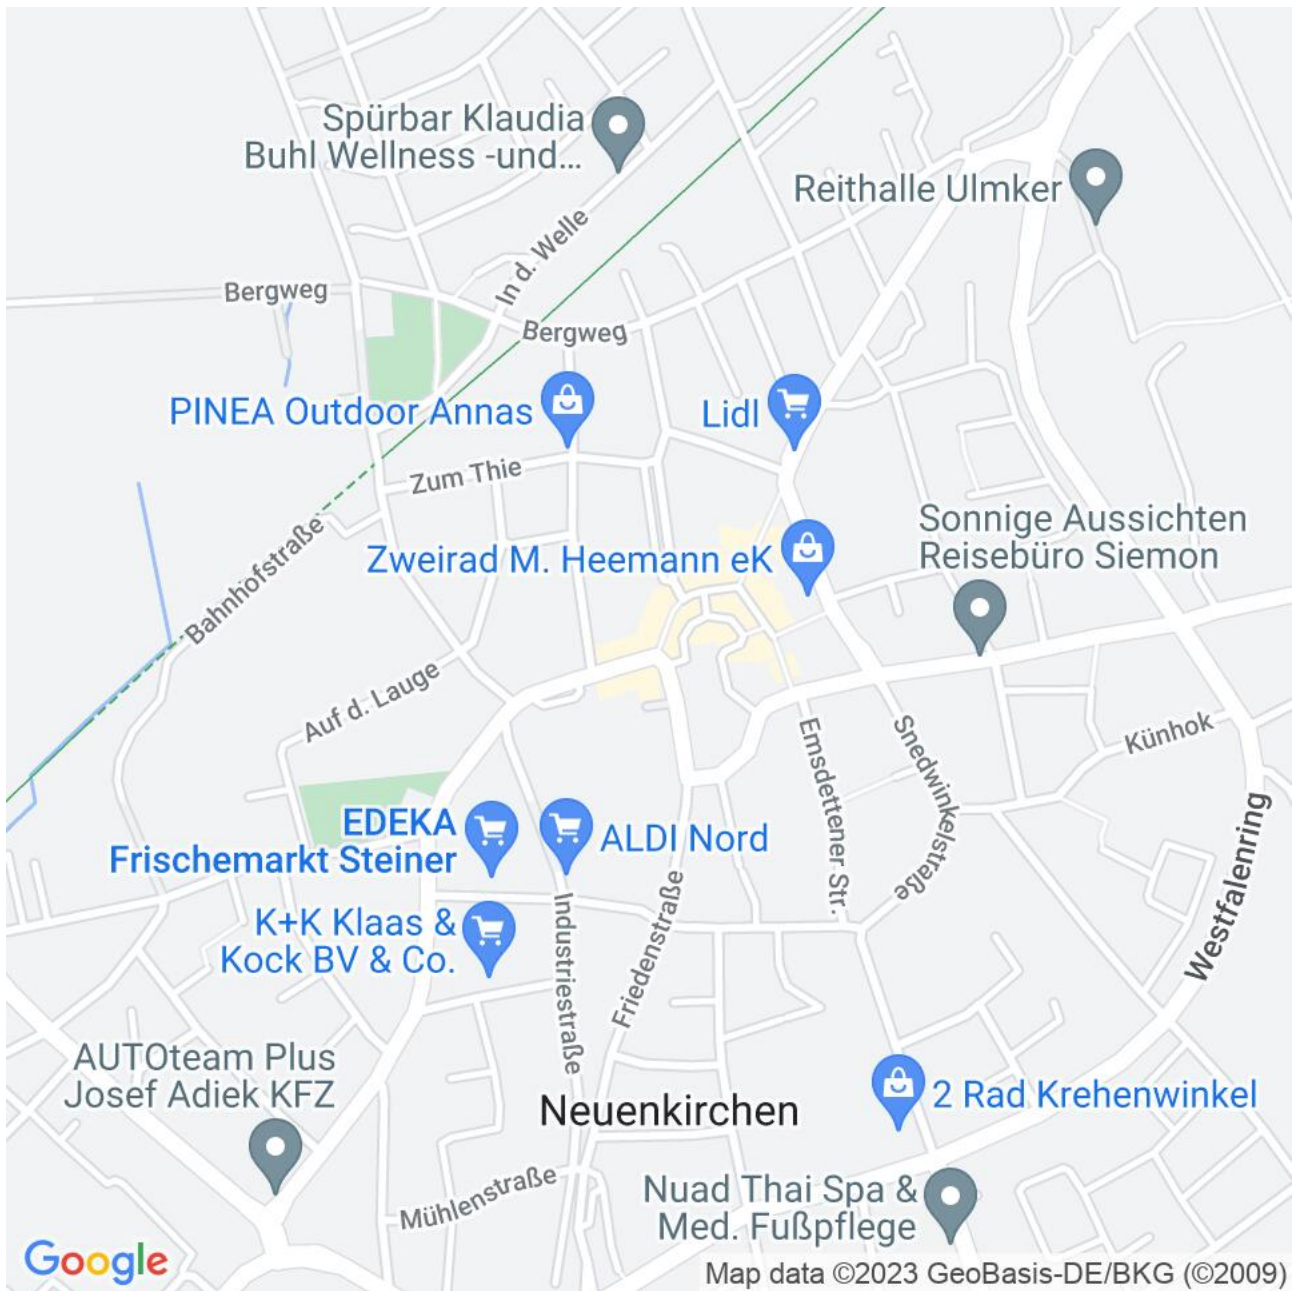 Spürbar Klaudia
Buhl Wellness -und...
Reithalle Ulmker
In d. Welle
Bergweg
Bergweg
PINEA Outdoor Annas
Lidl
Zum Thie
Sonnige Aussichten
Reisebüro Siemon
Zweirad M. Heemann eK
Bahnhofstraße
Auf d. Lauge
Emsdettener Str.
Snedwinkelstraße
Künhok
EDEKA
Frischemarkt Steiner
ALDI Nord
Westfalenring
K+K Klaas &
Kock BV & Co.
Industriestraße
Friedenstraße
AUTOteam Plus
Josef Adiek KFZ
Neuenkirchen
2 Rad Krehenwinkel
Mühlenstraße
Nuad Thai Spa &
Med. Fußpflege
Google
Map data ©2023 GeoBasis-DE/BKG (©2009)